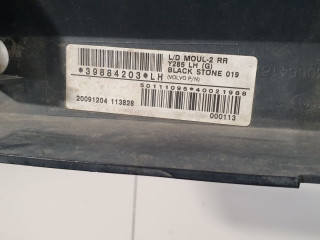 L/D MOUL-2 RR
Y285 LH (G)
BLACK STONE 019
*39884203*LH
(VOLVO P/N)
S0111095*40021988
20091204 113828
000113